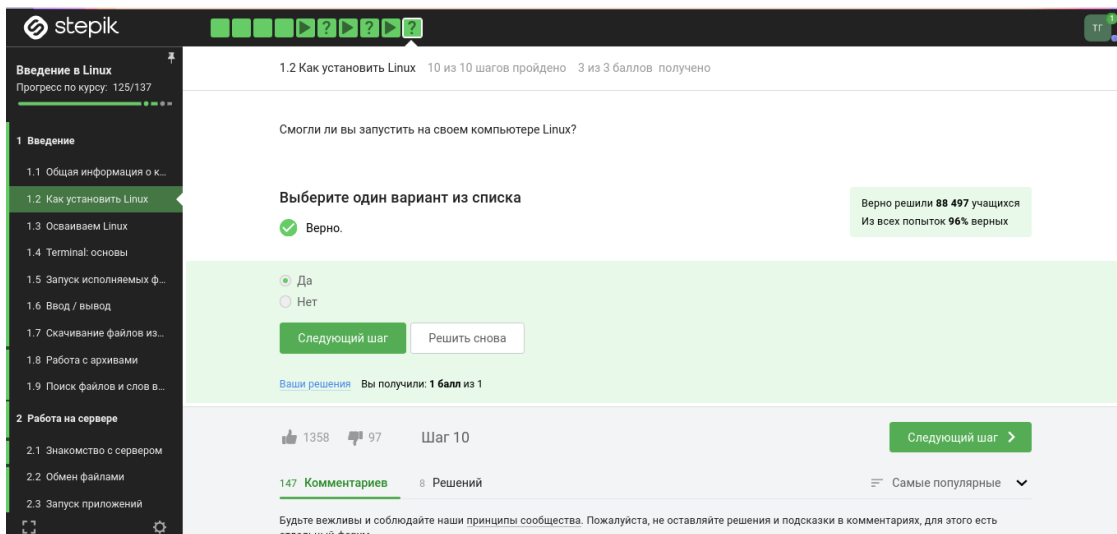 stepik
? ? ?
ТГ
1
Введение в Linux
Прогресс по курсу: 125/137
1 Введение
1.1 Общая информация о к...
1.2 Как установить Linux
1.3 Осваиваем Linux
1.4 Terminal: основы
1.5 Запуск исполняемых ф...
1.6 Ввод / вывод
1.7 Скачивание файлов из...
1.8 Работа с архивами
1.9 Поиск файлов и слов в...
2 Работа на сервере
2.1 Знакомство с сервером
2.2 Обмен файлами
2.3 Запуск приложений
1.2 Как установить Linux 10 из 10 шагов пройдено 3 из 3 баллов получено
Смогли ли вы запустить на своем компьютере Linux?
Выберите один вариант из списка
Верно.
Верно решили 88 497 учащихся
Из всех попыток 96% верных
Да
Нет
Следующий шаг Решить снова
Ваши решения Вы получили: 1 балл из 1
1358 97 Шаг 10 Следующий шаг
147 Комментариев 8 Решений Самые популярные
Будьте вежливы и соблюдайте наши принципы сообщества. Пожалуйста, не оставляйте решения и подсказки в комментариях, для этого есть